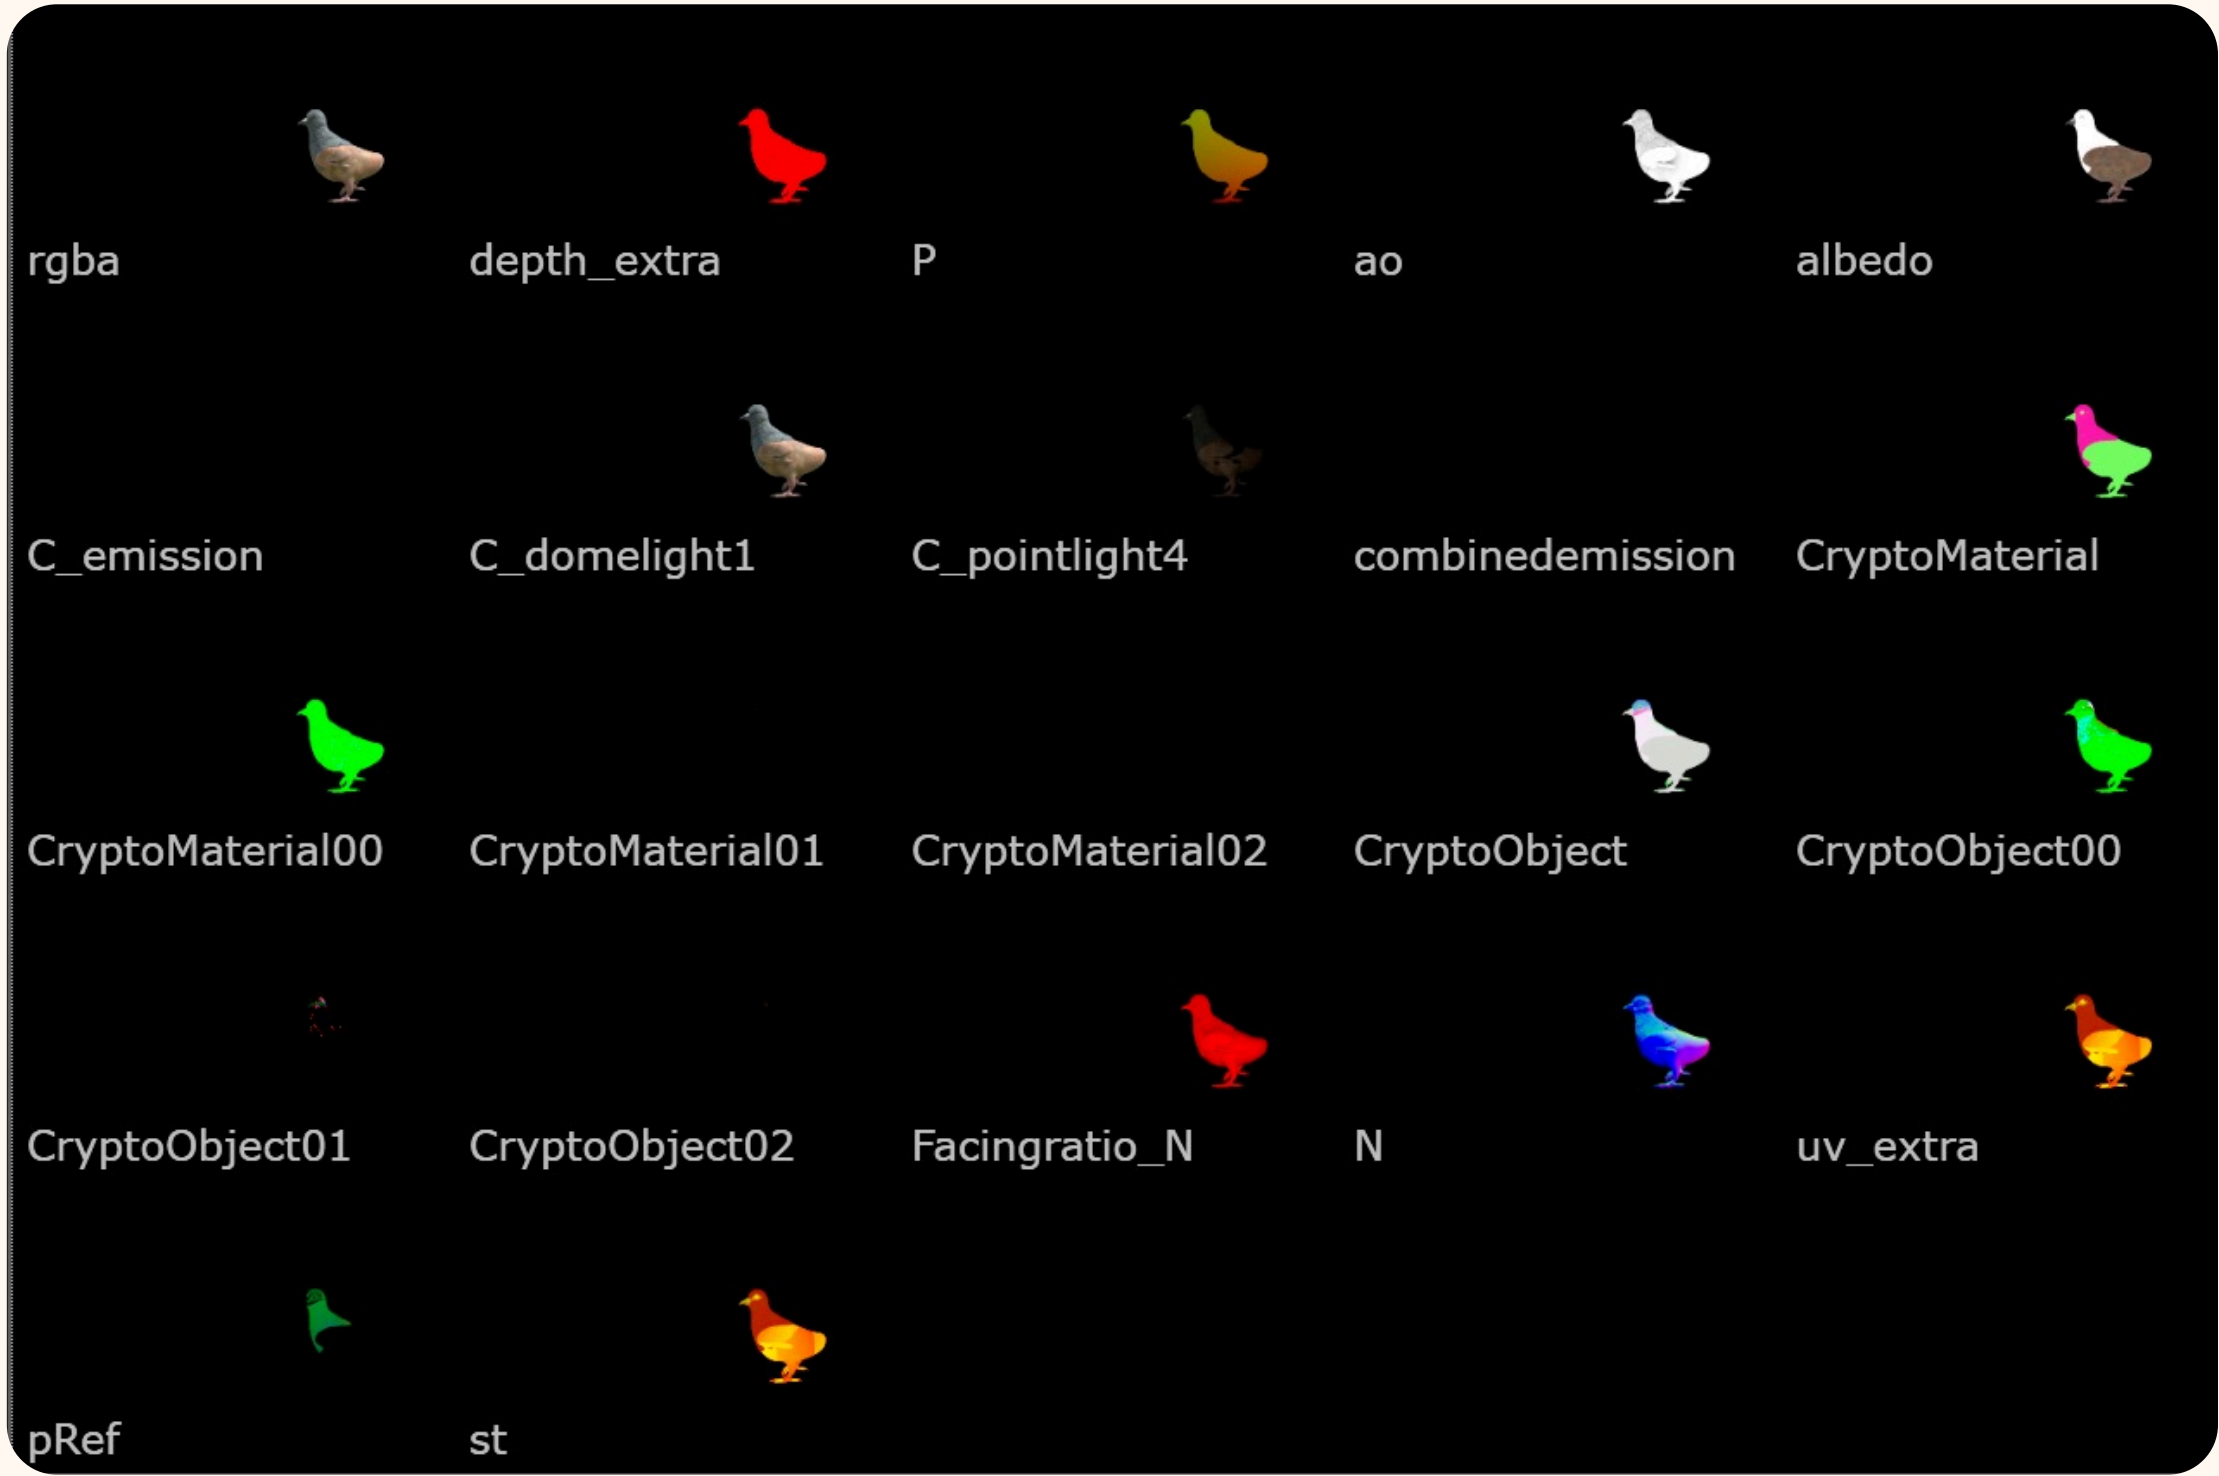 rgba
depth_extra
P
ao
albedo
C_emission
C_domelight1
C_pointlight4
combinedemission
CryptoMaterial
CryptoMaterial00
CryptoMaterial01
CryptoMaterial02
CryptoObject
CryptoObject00
CryptoObject01
CryptoObject02
Facingratio_N
N
uv_extra
pRef
st